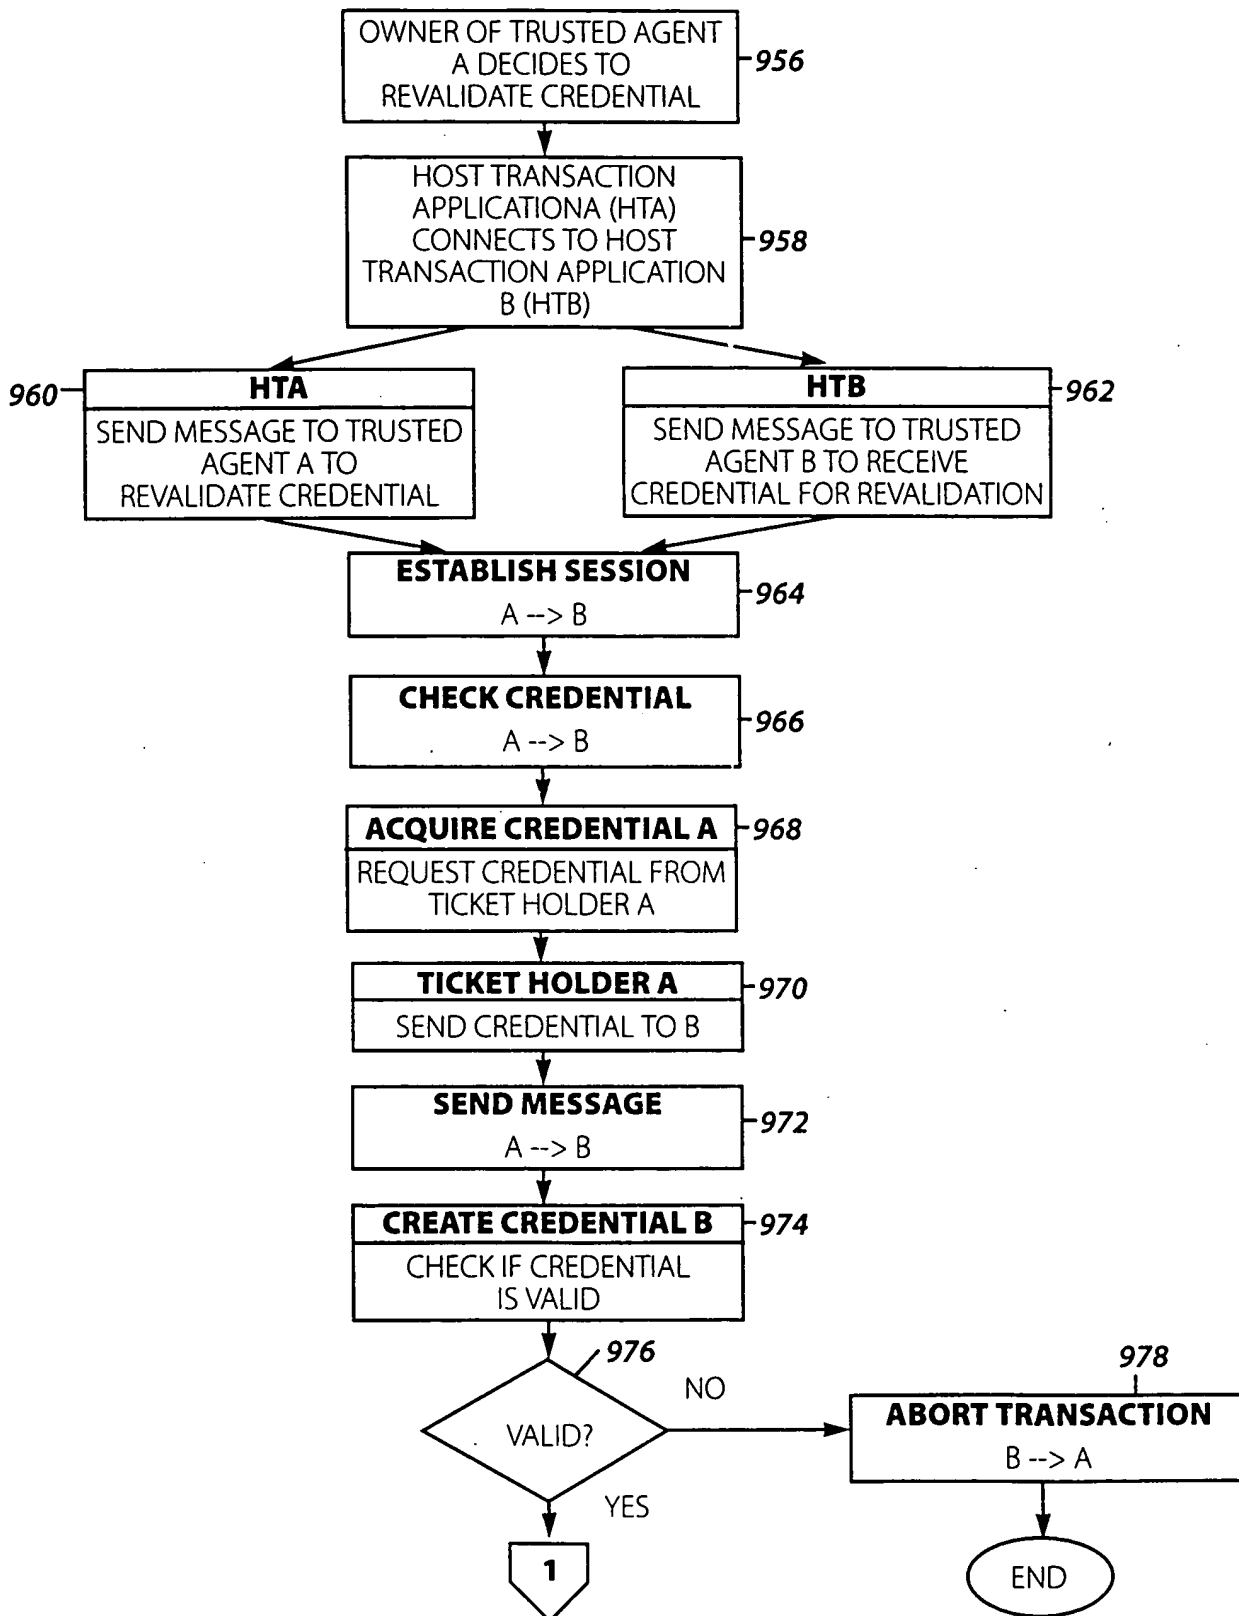 OWNER OF TRUSTED AGENT
A DECIDES TO
REVALIDATE CREDENTIAL
956
HOST TRANSACTION
APPLICATIONA (HTA)
CONNECTS TO HOST
TRANSACTION APPLICATION
B (HTB)
958
960
HTA
SEND MESSAGE TO TRUSTED
AGENT A TO
REVALIDATE CREDENTIAL
HTB
SEND MESSAGE TO TRUSTED
AGENT B TO RECEIVE
CREDENTIAL FOR REVALIDATION
962
ESTABLISH SESSION
A --> B
964
CHECK CREDENTIAL
A --> B
966
ACQUIRE CREDENTIAL A
REQUEST CREDENTIAL FROM
TICKET HOLDER A
968
TICKET HOLDER A
SEND CREDENTIAL TO B
970
SEND MESSAGE
A --> B
972
CREATE CREDENTIAL B
CHECK IF CREDENTIAL
IS VALID
974
976
VALID?
NO
978
ABORT TRANSACTION
B --> A
YES
1
END